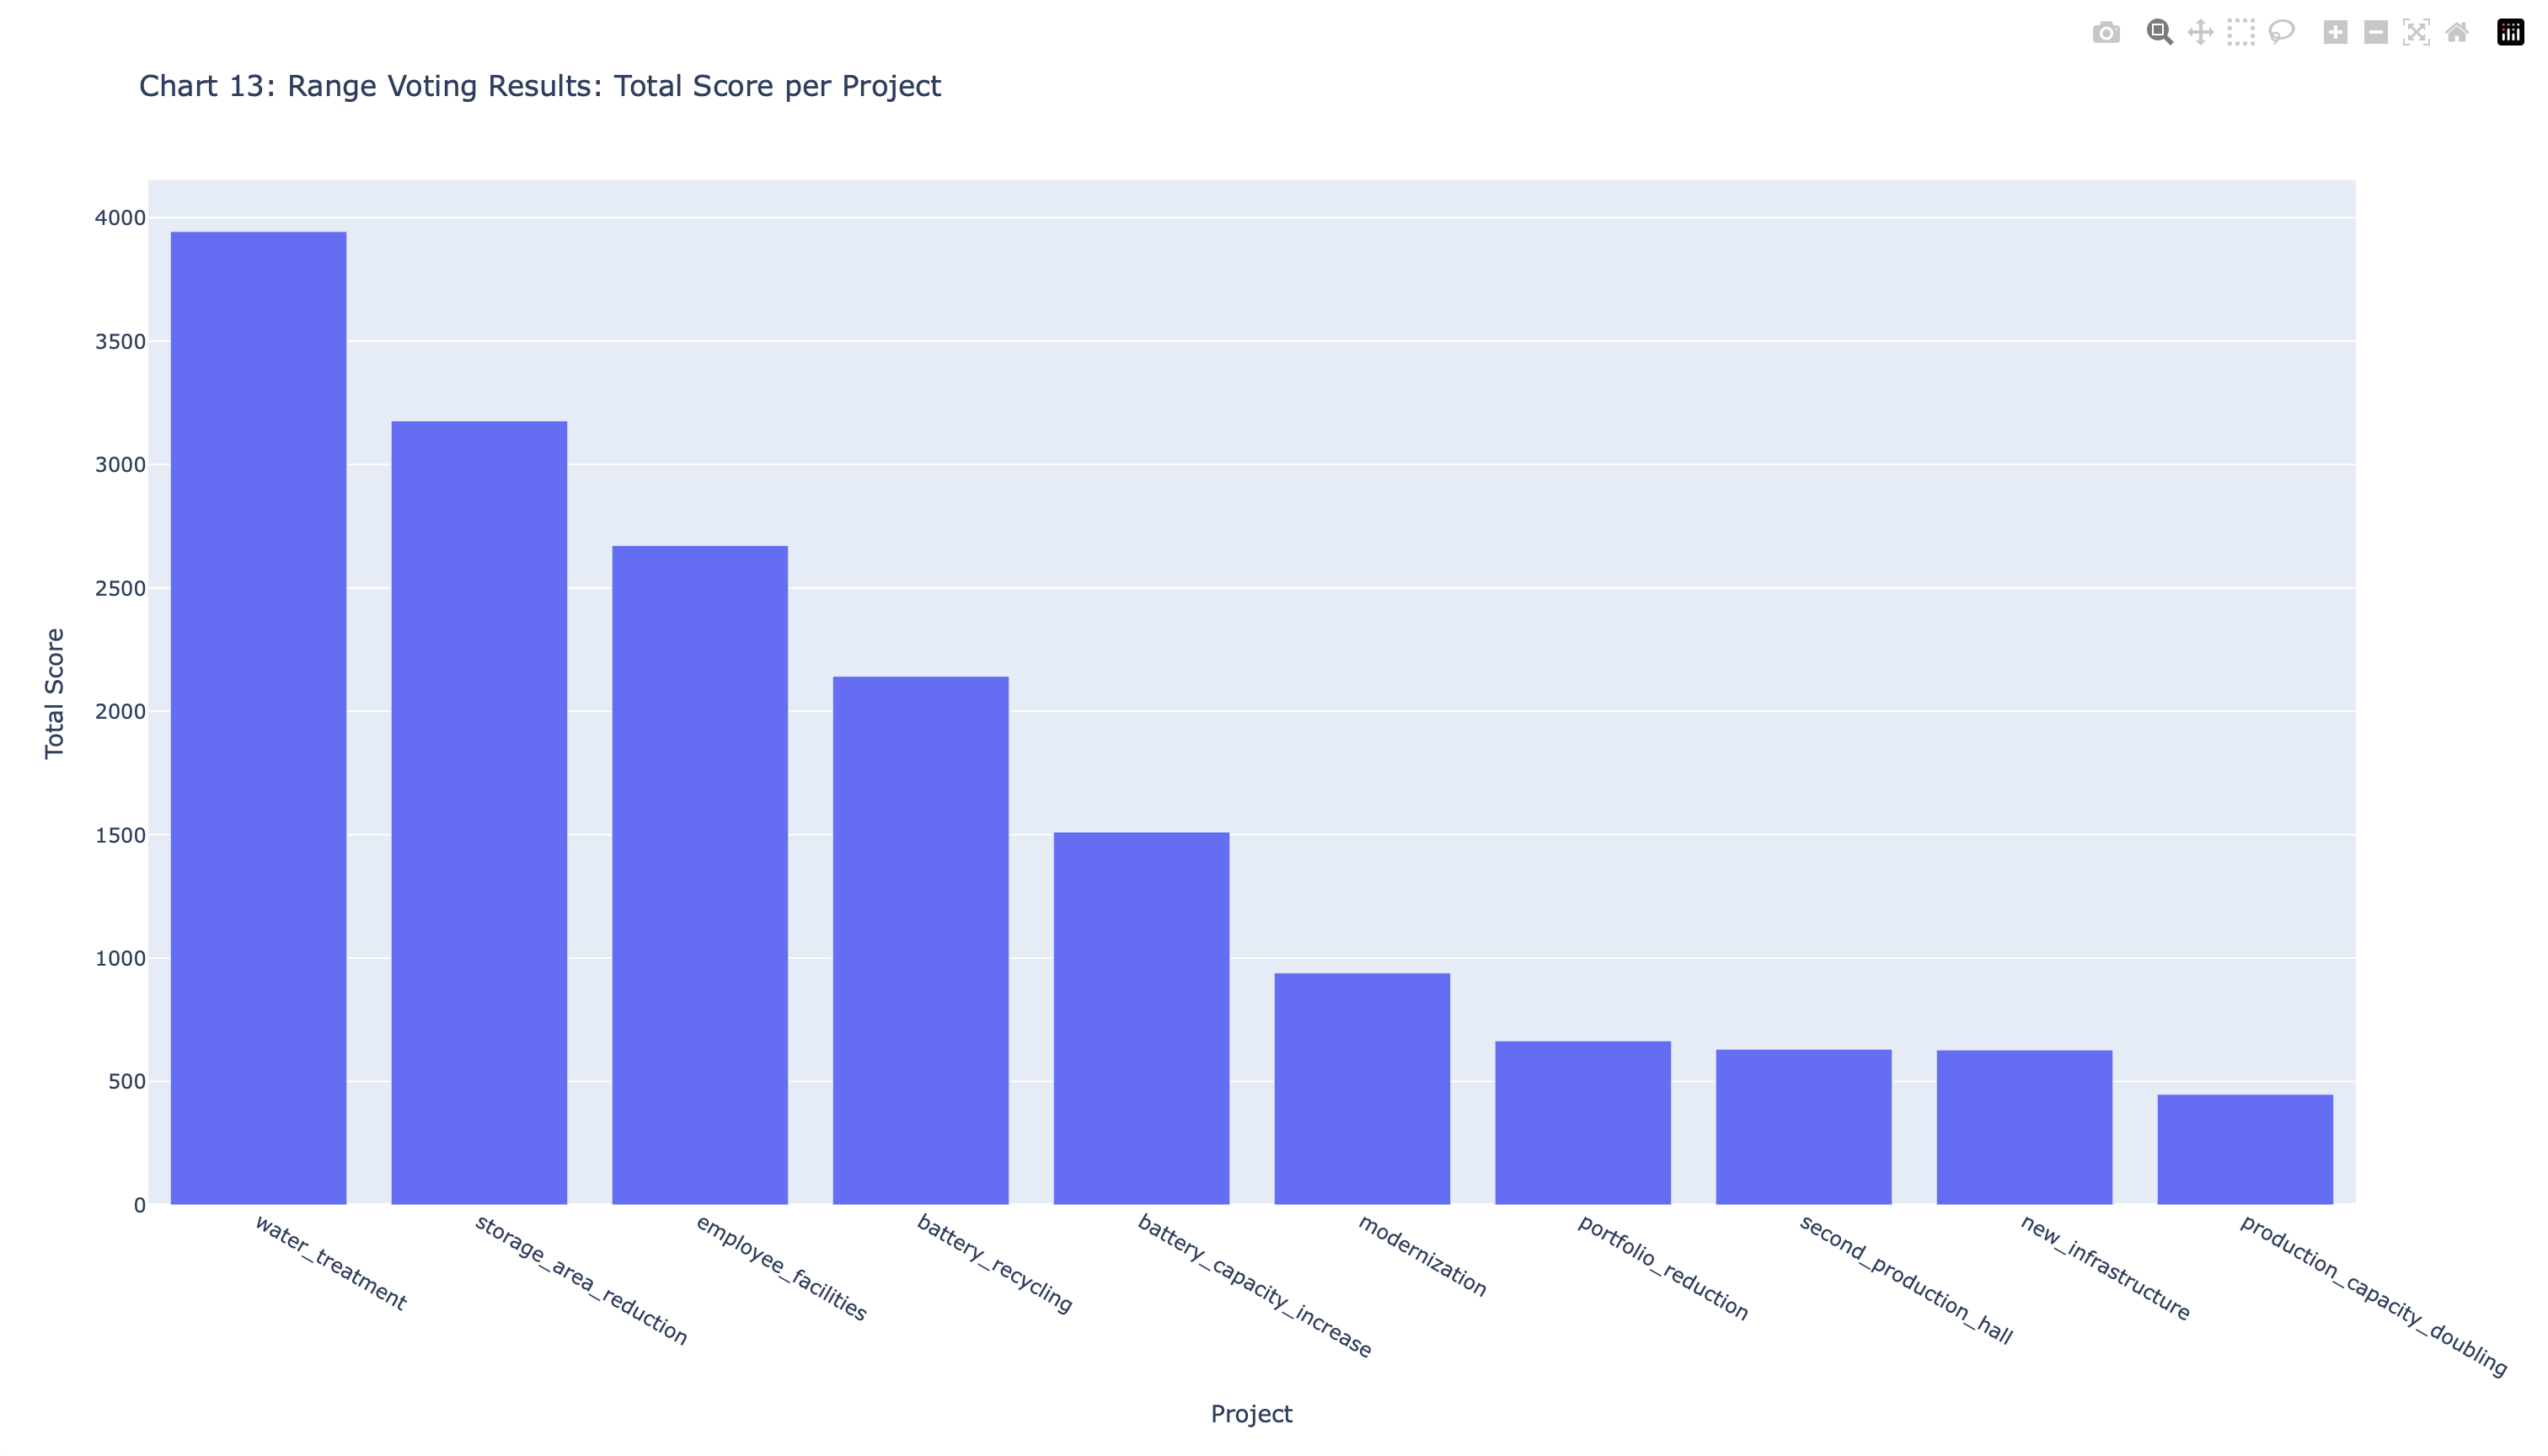 Chart 13: Range Voting Results: Total Score per Project
Total Score
4000
3500
3000
2500
2000
1500
1000
500
0
water_treatment
storage_area_reduction
employee_facilities
battery_recycling
battery_capacity_increase
modernization
portfolio_reduction
second_production_hall
new_infrastructure
production_capacity_doubling
Project